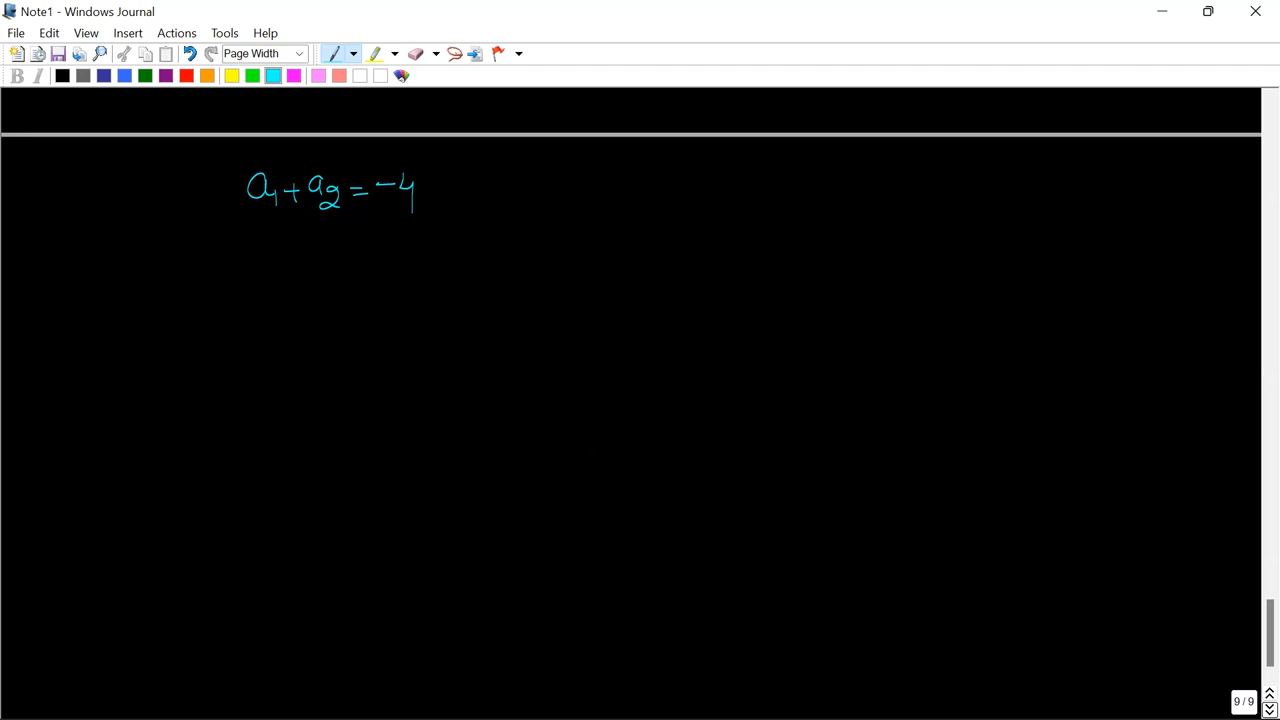 Note1 - Windows Journal
File Edit View Insert Actions Tools Help
Page Width
B I
a₁ + a₂ = -4
9 / 9